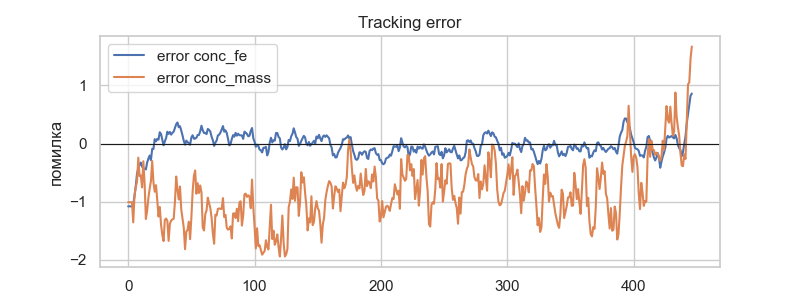 Tracking error
error conc_fe
error conc_mass
помилка
1
0
−1
−2
0
100
200
300
400